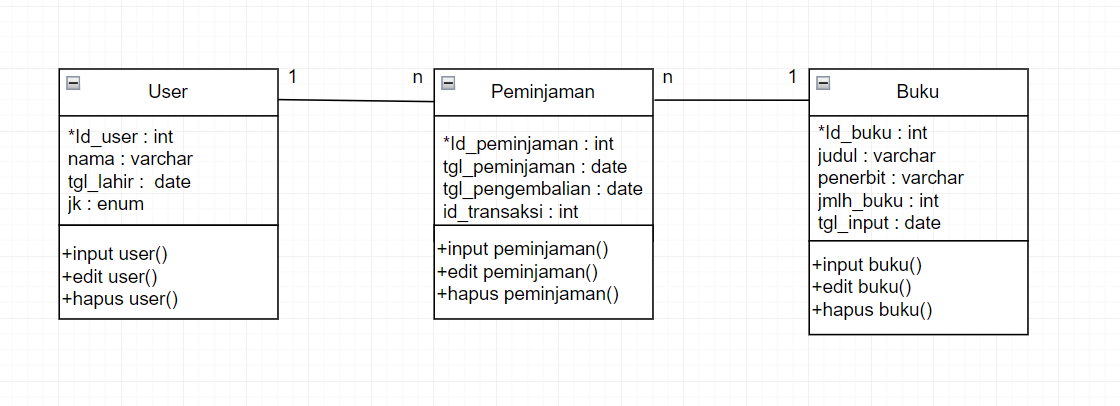 User
*Id_user : int
nama : varchar
tgl_lahir :  date
jk : enum
+input user()
+edit user()
+hapus user()
1
n
Peminjaman
*Id_peminjaman : int
tgl_peminjaman : date
tgl_pengembalian : date
id_transaksi : int
+input peminjaman()
+edit peminjaman()
+hapus peminjaman()
n
1
Buku
*Id_buku : int
judul : varchar
penerbit : varchar
jmlh_buku : int
tgl_input : date
+input buku()
+edit buku()
+hapus buku()